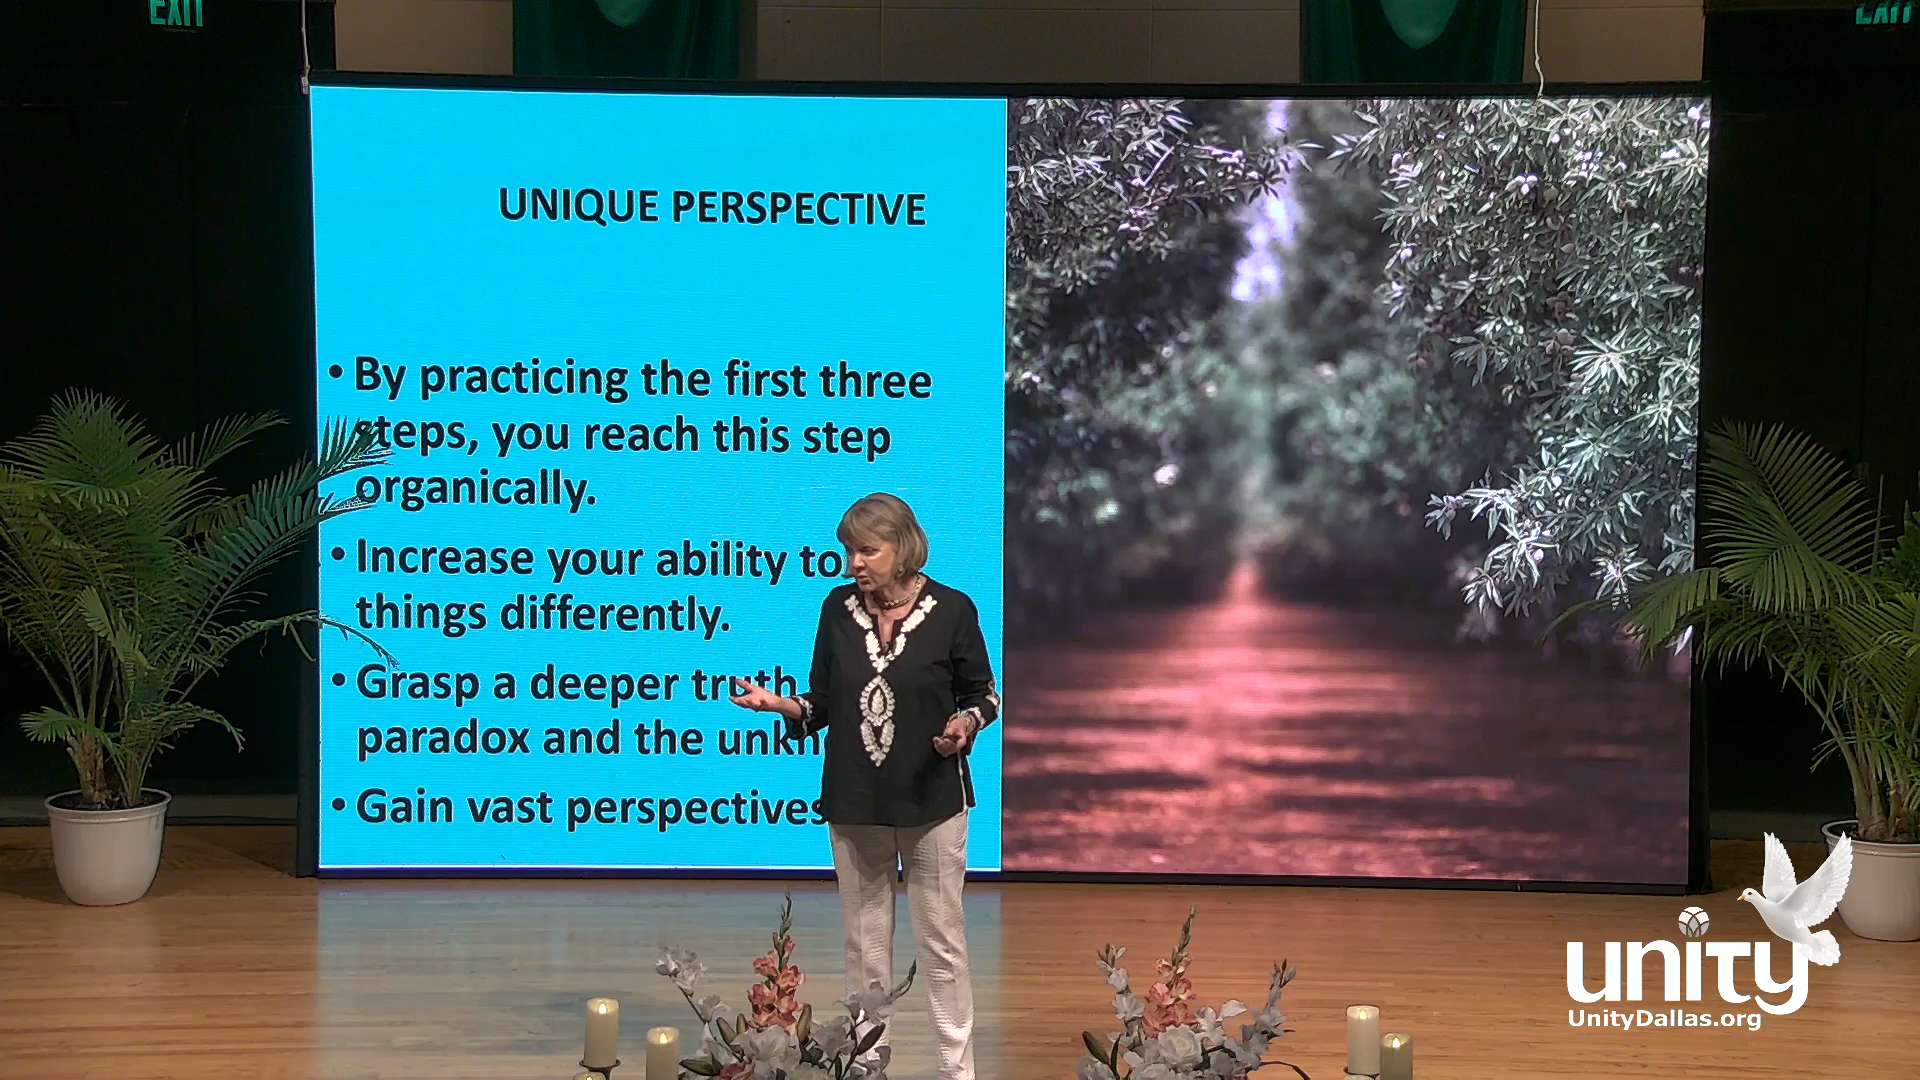 EXIT
EXIT
UNIQUE PERSPECTIVE
• By practicing the first three
steps, you reach this step
organically.
• Increase your ability to
things differently.
• Grasp a deeper truth
paradox and the
• Gain vast perspectives
unity
UnityDallas.org